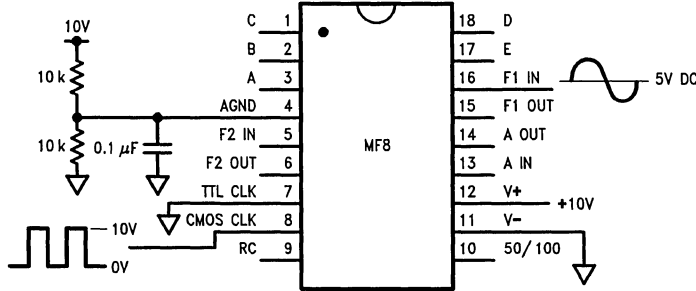 10V
10 k
10 k
0.1 μF
10V
0V
C 1
B 2
A 3
AGND 4
F2 IN 5
F2 OUT 6
TTL CLK 7
CMOS CLK 8
RC 9
MF8
18 D
17 E
16 F1 IN
15 F1 OUT
14 A OUT
13 A IN
12 V+
11 V−
10 50/100
5V DC
+10V